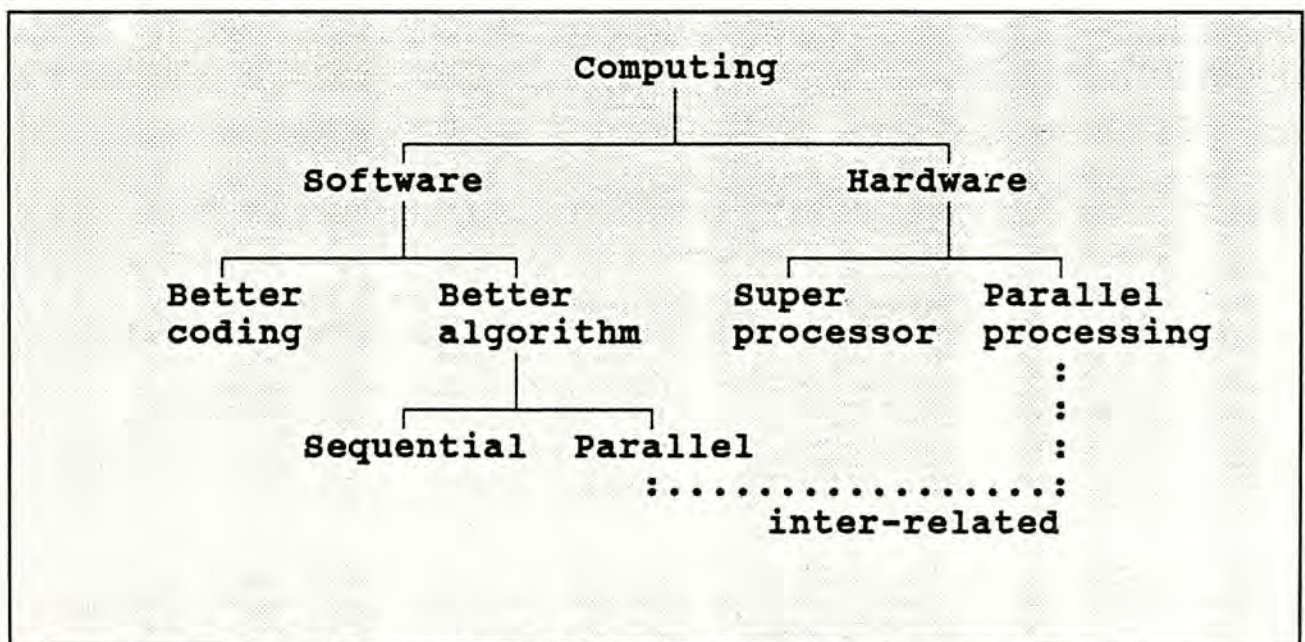 Computing
Software Hardware
Better Better Super Parallel
coding algorithm processor processing
Sequential Parallel
inter-related